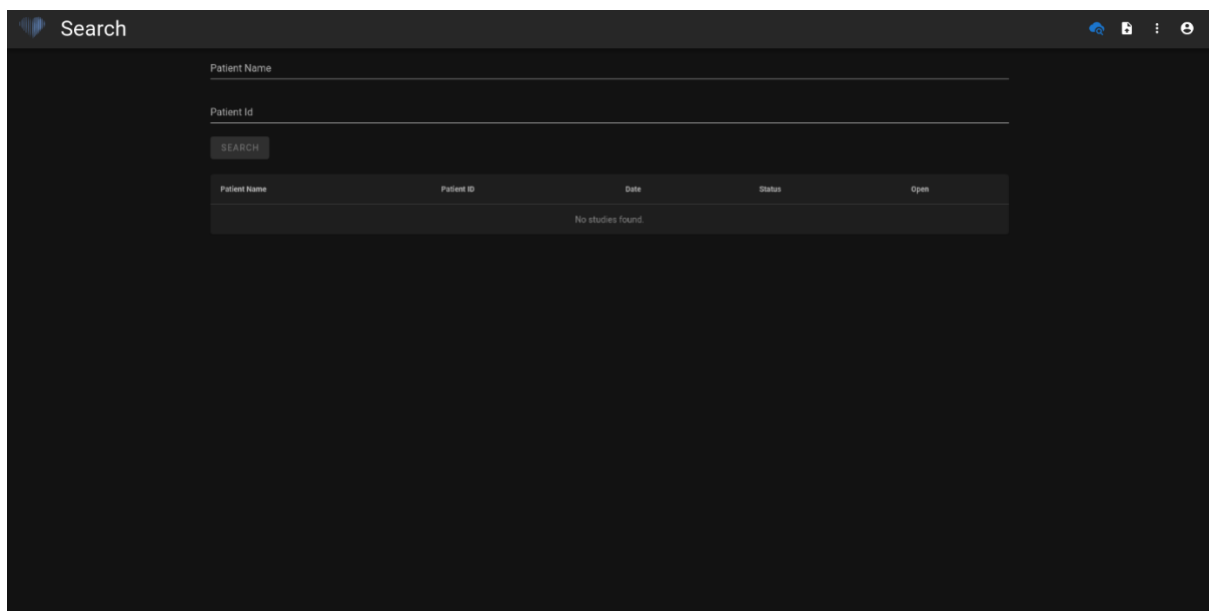 Search
Patient Name
Patient Id
SEARCH
Patient Name Patient ID Date Status Open
No studies found.